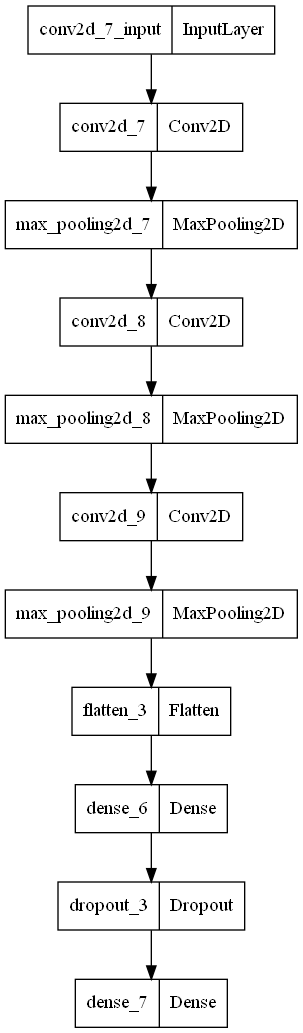 conv2d_7_input InputLayer
conv2d_7 Conv2D
max_pooling2d_7 MaxPooling2D
conv2d_8 Conv2D
max_pooling2d_8 MaxPooling2D
conv2d_9 Conv2D
max_pooling2d_9 MaxPooling2D
flatten_3 Flatten
dense_6 Dense
dropout_3 Dropout
dense_7 Dense